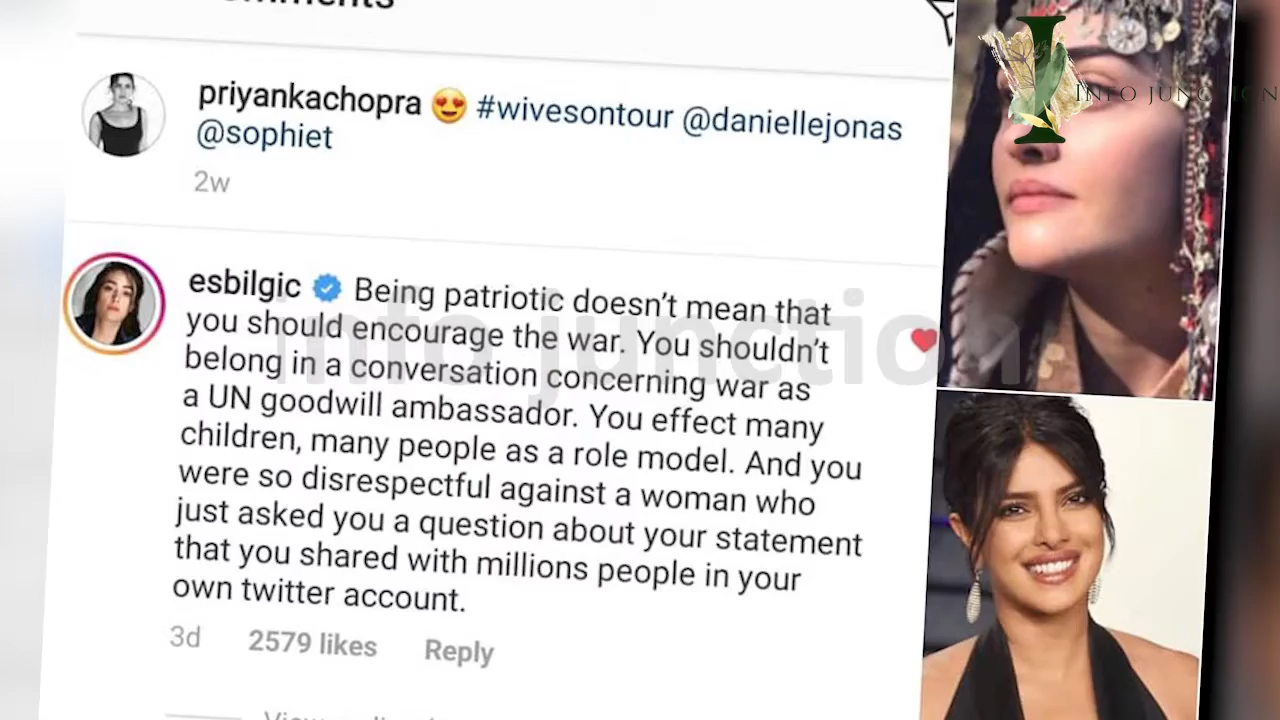 Comments
priyankachopra 😍 #wivesontour @daniellejonas
@sophiet
2w
esbilgic Being patriotic doesn't mean that
you should encourage the war. You shouldn't
belong in a conversation concerning war as
a UN goodwill ambassador. You effect many
children, many people as a role model. And you
were so disrespectful against a woman who
just asked you a question about your statement
that you shared with millions people in your
own twitter account.
3d 2579 likes Reply
View
I
INFO JUNCTION
info junction